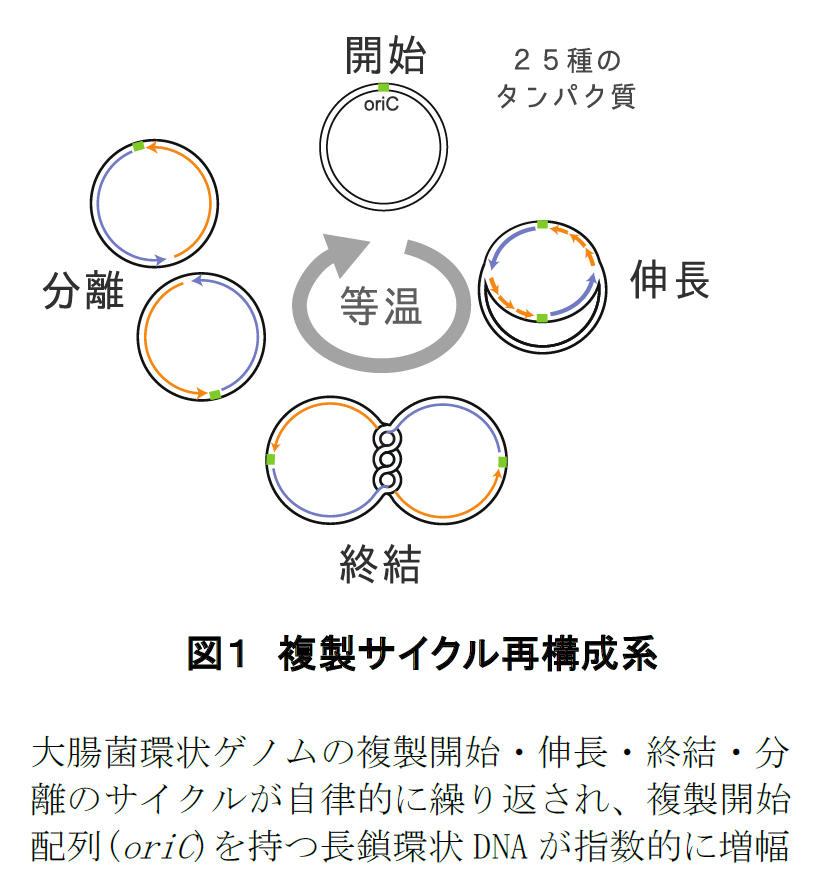 開始
２５種の
タンパク質
oriC
分離
等温
伸長
終結
図１　複製サイクル再構成系
大腸菌環状ゲノムの複製開始・伸長・終結・分
離のサイクルが自律的に繰り返され、複製開始
配列(oriC)を持つ長鎖環状 DNA が指数的に増幅